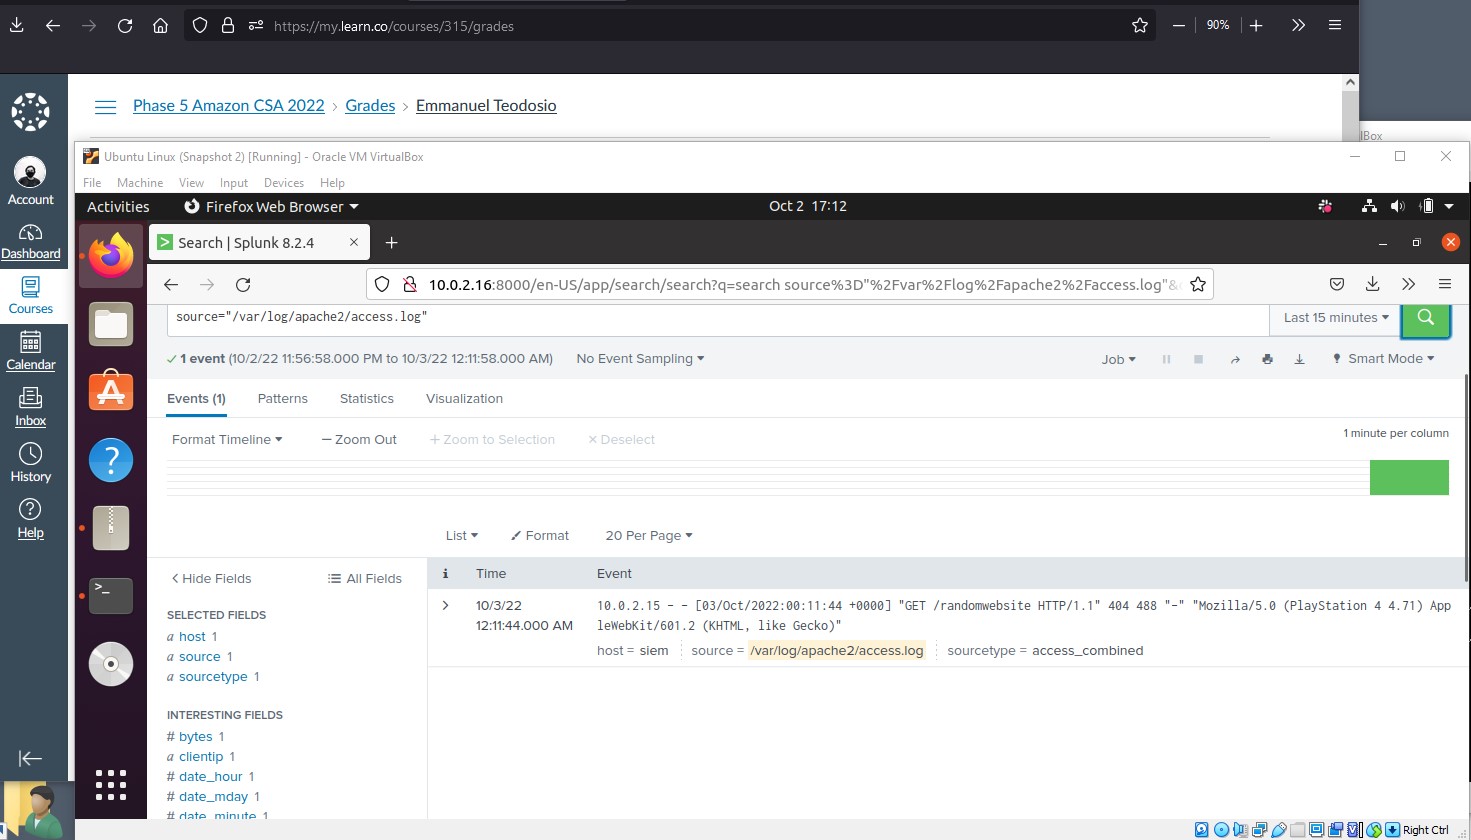 https://my.learn.co/courses/315/grades
90%
Phase 5 Amazon CSA 2022 > Grades > Emmanuel Teodosio
lBox
Ubuntu Linux (Snapshot 2) [Running] - Oracle VM VirtualBox
File Machine View Input Devices Help
Account
Dashboard
Courses
Calendar
Inbox
History
Help
Activities Firefox Web Browser Oct 2 17:12
Search | Splunk 8.2.4
10.0.2.16:8000/en-US/app/search/search?q=search source%3D"%2Fvar%2Flog%2Fapache2%2Faccess.log"&
source="/var/log/apache2/access.log" Last 15 minutes
1 event (10/2/22 11:56:58.000 PM to 10/3/22 12:11:58.000 AM) No Event Sampling Job Smart Mode
Events (1) Patterns Statistics Visualization
Format Timeline — Zoom Out + Zoom to Selection × Deselect 1 minute per column
List Format 20 Per Page
< Hide Fields All Fields i Time Event
SELECTED FIELDS
a host 1
a source 1
a sourcetype 1
INTERESTING FIELDS
# bytes 1
a clientip 1
# date_hour 1
# date_mday 1
# date_minute 1
10/3/22
12:11:44.000 AM
10.0.2.15 - - [03/Oct/2022:00:11:44 +0000] "GET /randomwebsite HTTP/1.1" 404 488 "-" "Mozilla/5.0 (PlayStation 4 4.71) App
leWebKit/601.2 (KHTML, like Gecko)"
host = siem source = /var/log/apache2/access.log sourcetype = access_combined
Right Ctrl